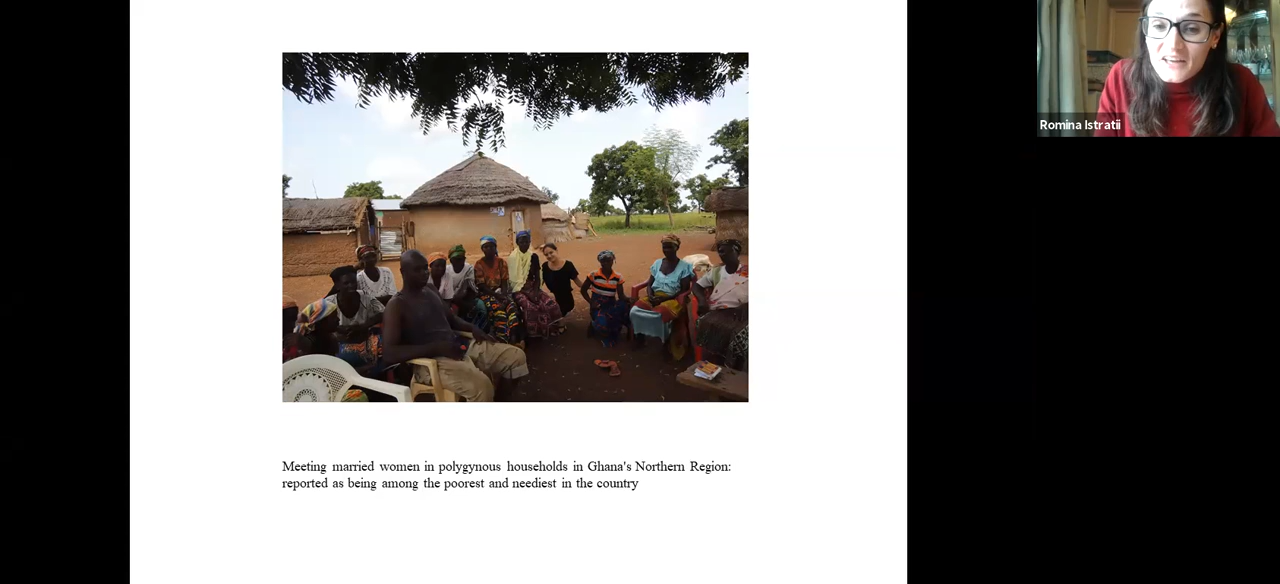 Romina Istratii
Meeting married women in polygynous households in Ghana's Northern Region:
reported as being among the poorest and neediest in the country